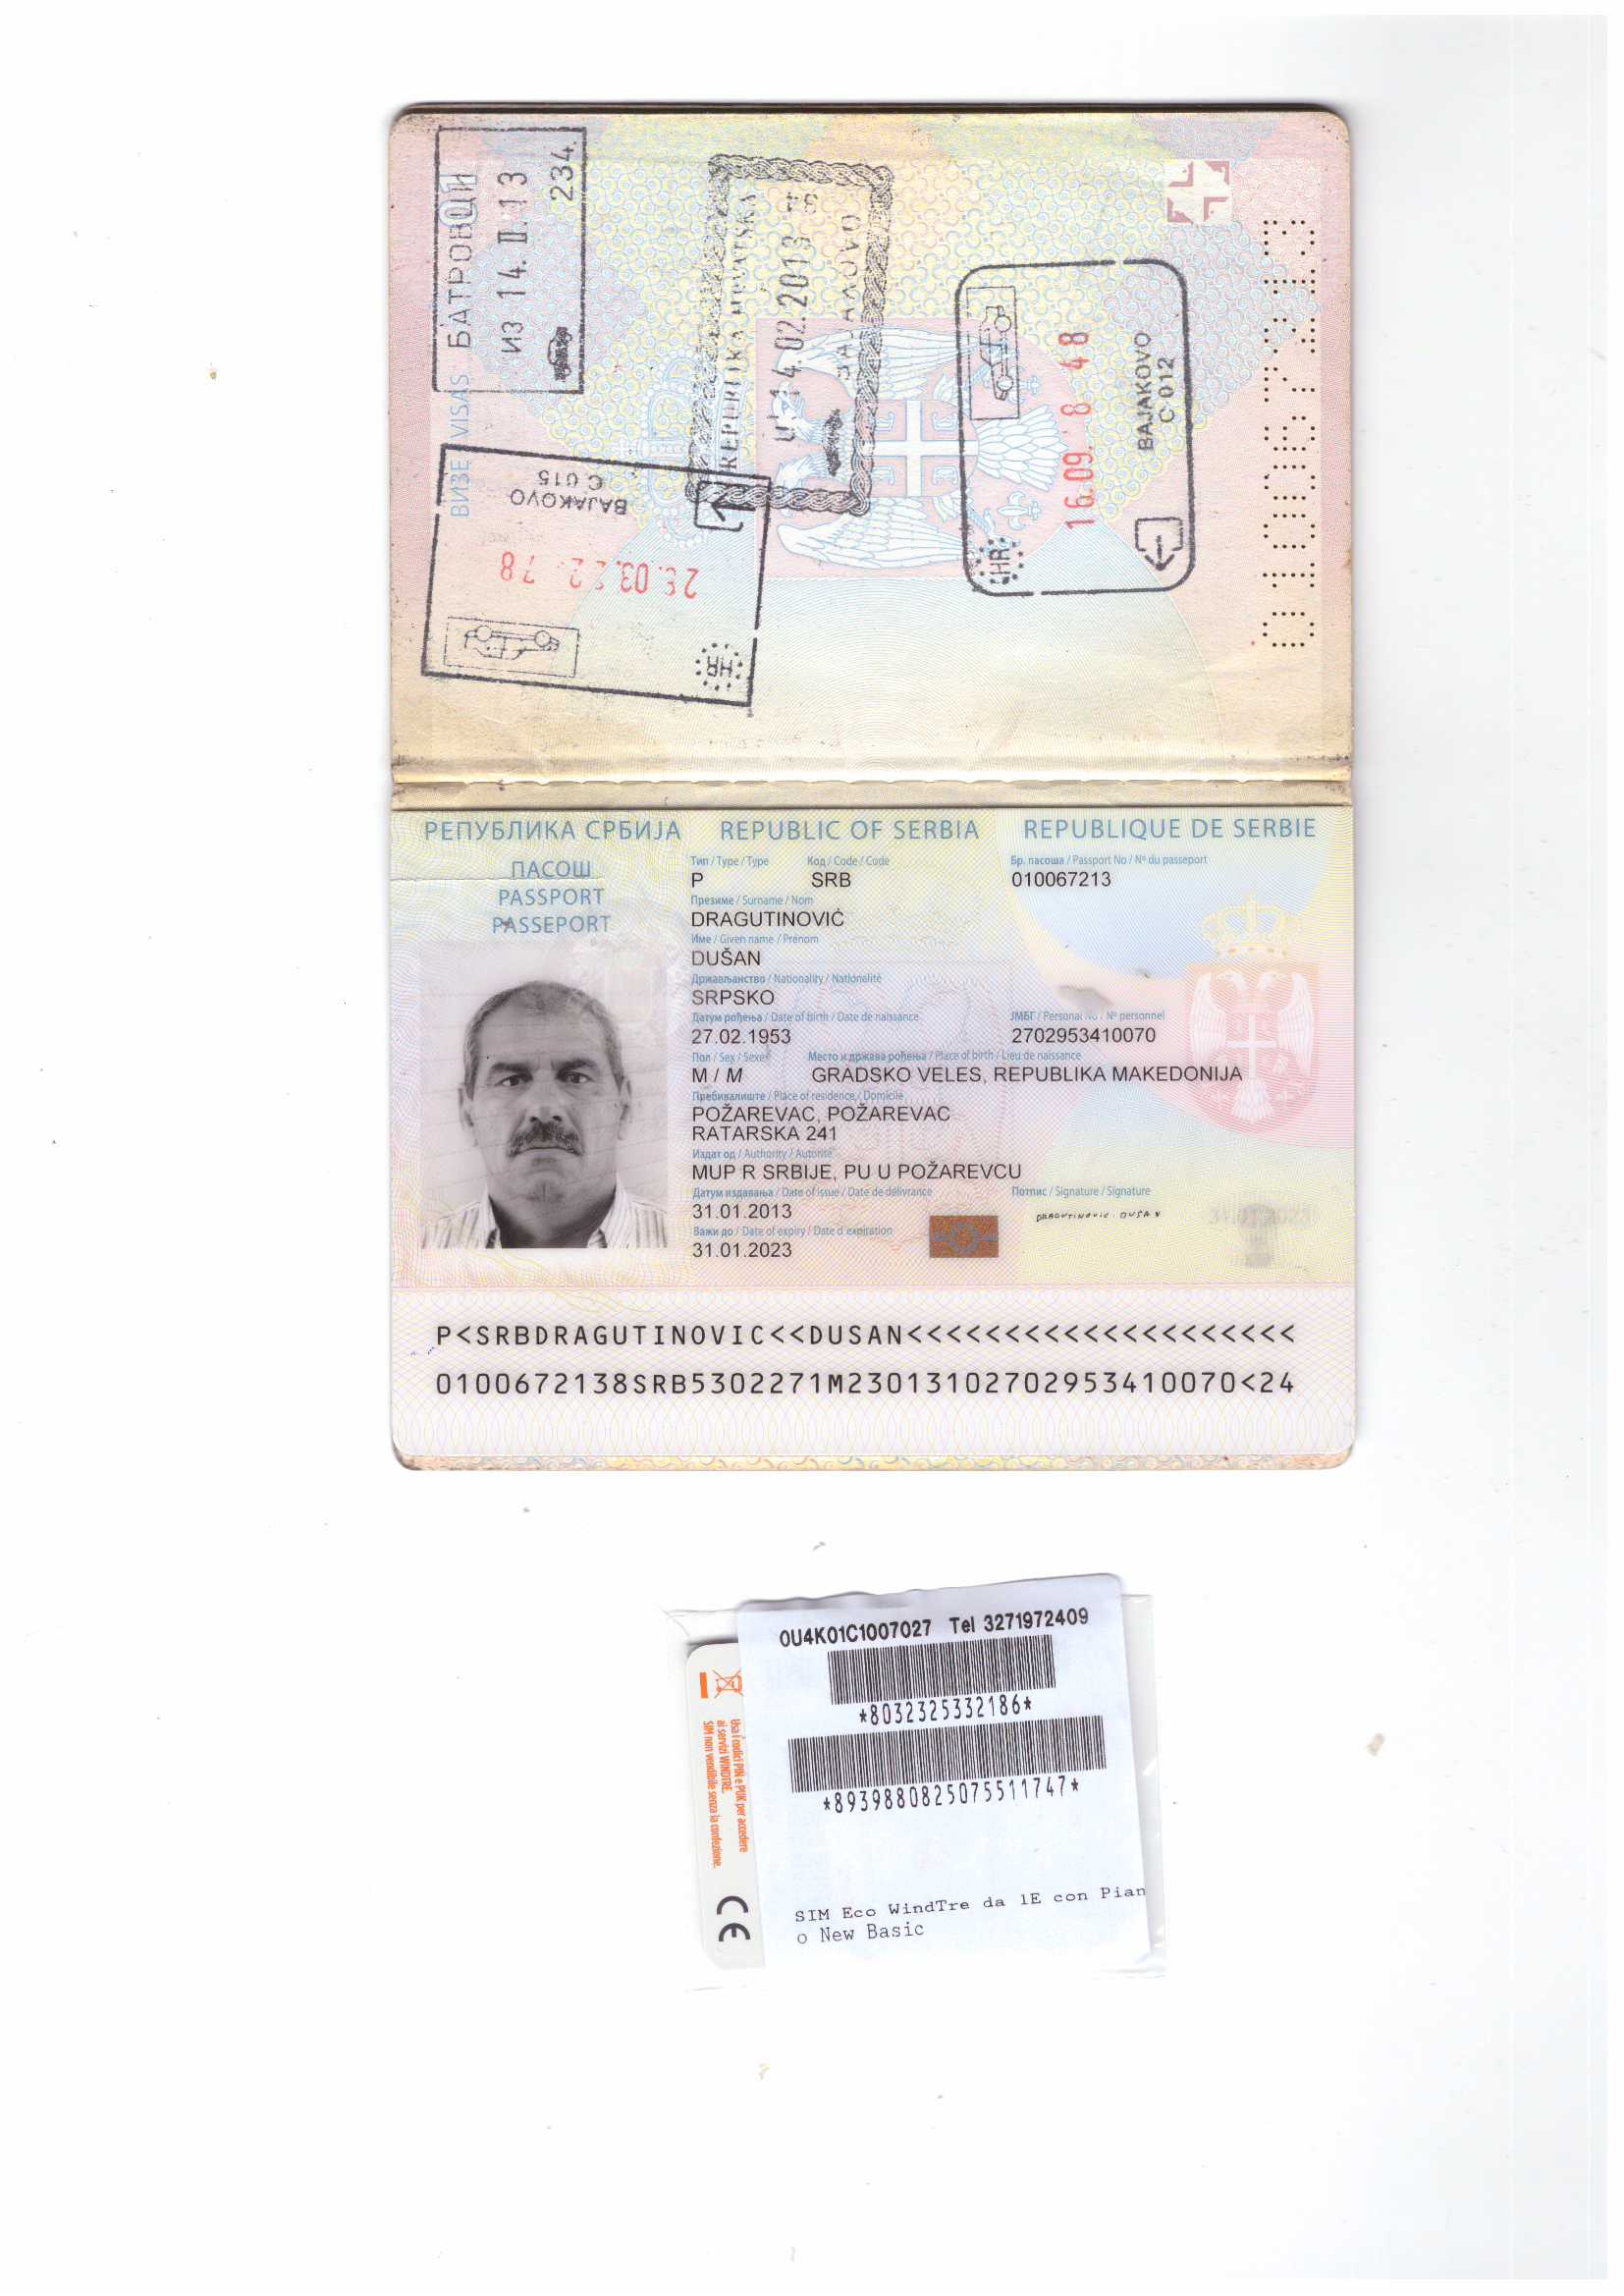 БАТРОВЦИ
ИЗ 14. II. 13
234
ВИЗЕ VISAS
BAJAKOVO
C 015
78
HR
REPUBLIKA HRVATSKA
14.02.2013
BAJAKOVO
C 012
16.09. 8 48
HR
010067213
РЕПУБЛИКА СРБИЈА REPUBLIC OF SERBIA REPUBLIQUE DE SERBIE
ПАСОШ
PASSPORT
PASSEPORT
Тип / Type / Type Код / Code / Code Бр. пасоша / Passport No / Nº du passeport
P SRB 010067213
Презиме / Surname / Nom
DRAGUTINOVIĆ
Име / Given name / Prénom
DUŠAN
Држављанство / Nationality / Nationalité
SRPSKO
Датум рођења / Date of birth / Date de naissance ЈМБГ / Personal No / Nº personnel
27.02.1953 2702953410070
Пол / Sex / Sexe Место и држава рођења / Place of birth / Lieu de naissance
M / M GRADSKO VELES, REPUBLIKA MAKEDONIJA
Пребивалиште / Place of residence / Domicile
POŽAREVAC, POŽAREVAC
RATARSKA 241
Издат од / Authority / Autorité
MUP R SRBIJE, PU U POŽAREVCU
Датум издавања / Date of issue / Date de délivrance Потпис / Signature / Signature
31.01.2013 DRAGUTINOVIC DUSAN 31.01.2023
Важи до / Date of expiry / Date d'expiration
31.01.2023
P<SRBDRAGUTINOVIC<<DUSAN<<<<<<<<<<<<<<<<<<<<
0100672138SRB5302271M23013102702953410070<24
0U4K01C1007027 Tel 3271972409
*8032325332186*
*8939880825075511747*
SIM Eco WindTre da 1E con Pian
o New Basic
Usa i codici PIN e PUK per accedere
ai servizi WINDTRE.
SIM non vendibile senza la confezione.
CE